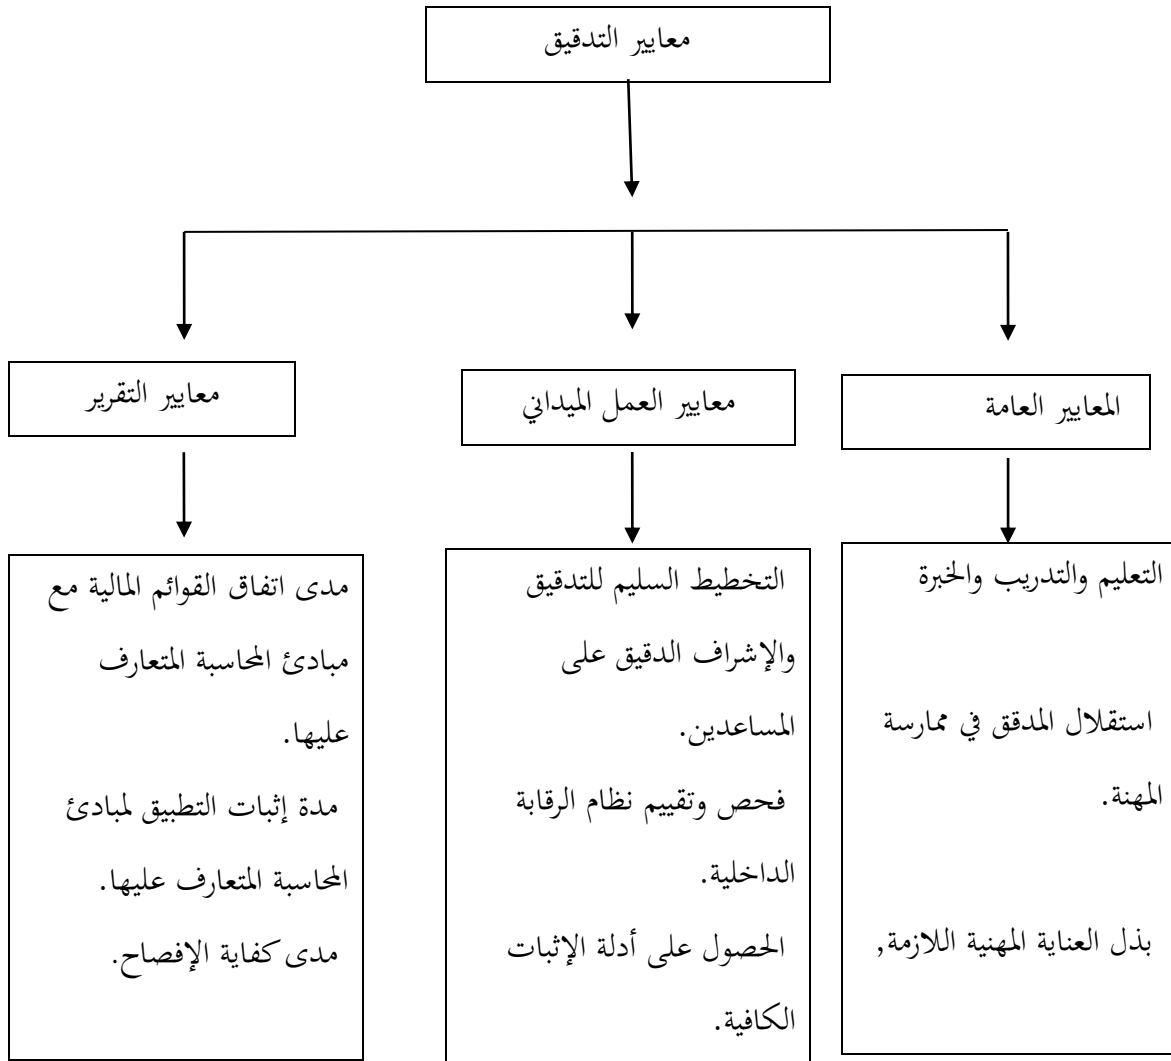 معايير التدقيق
المعايير العامة
معايير العمل الميداني
معايير التقرير
التعليم والتدريب والخبرة
استقلال المدقق في ممارسة
المهنة.
بذل العناية المهنية اللازمة,
التخطيط السليم للتدقيق
والإشراف الدقيق على
المساعدين.
فحص وتقييم نظام الرقابة
الداخلية.
الحصول على أدلة الإثبات
الكافية.
مدى اتفاق القوائم المالية مع
مبادئ المحاسبة المتعارف
عليها.
مدة إثبات التطبيق لمبادئ
المحاسبة المتعارف عليها.
مدى كفاية الإفصاح.